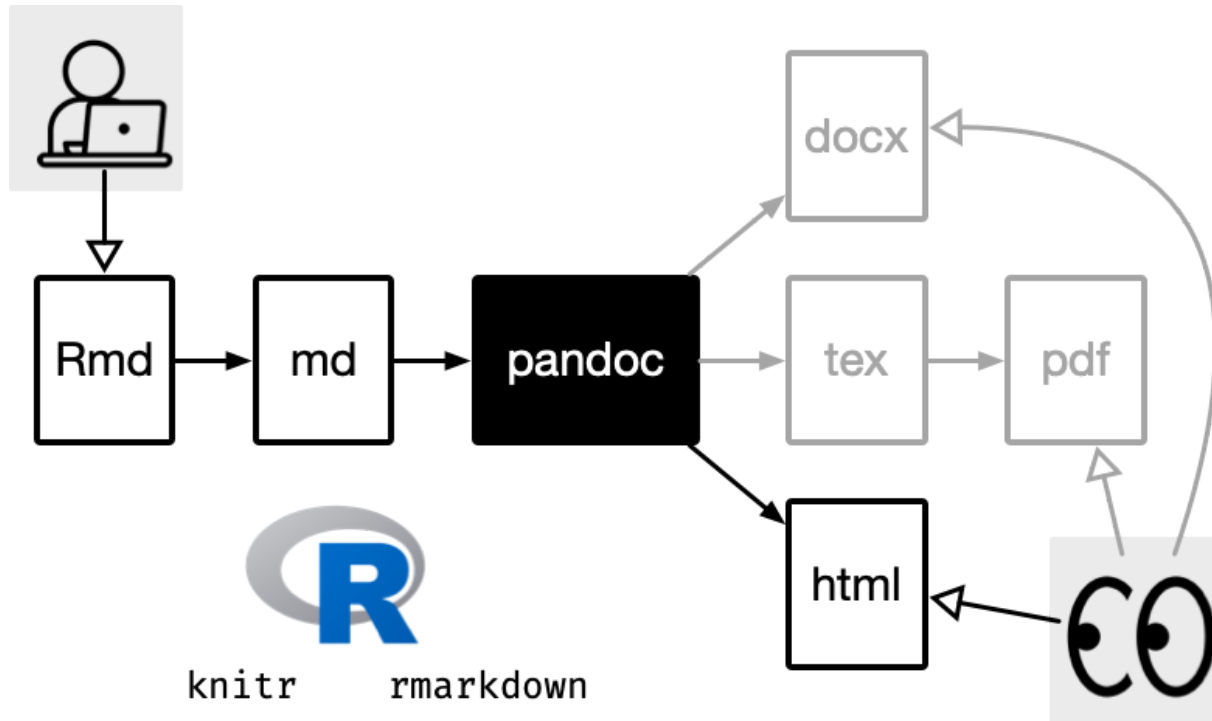 docx
Rmd
md
pandoc
tex
pdf
html
R
knitr
rmarkdown